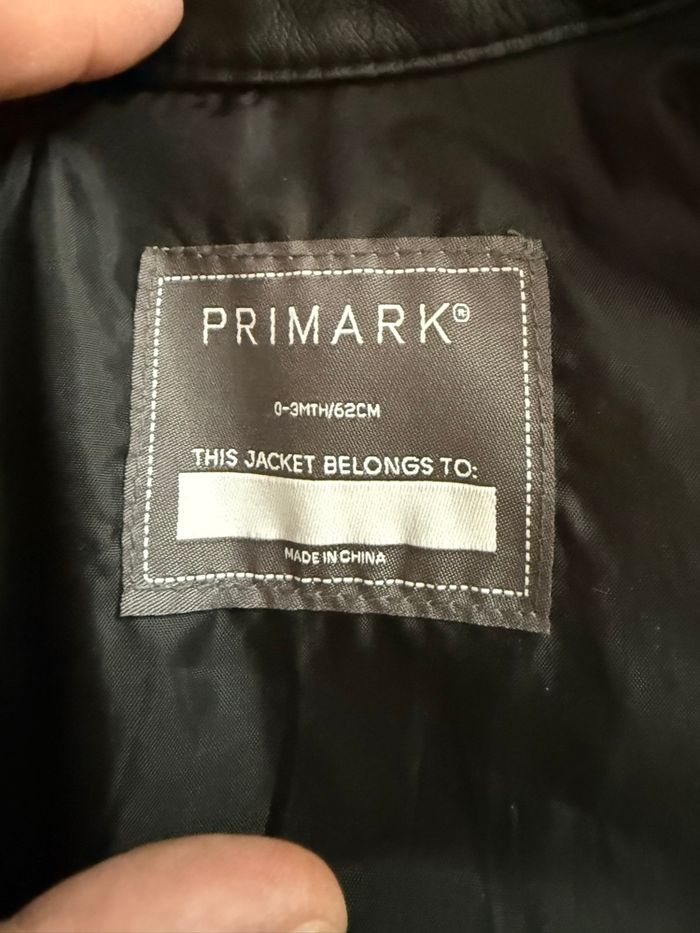 PRIMARK®
0-3MTH/62CM
THIS JACKET BELONGS TO:
MADE IN CHINA